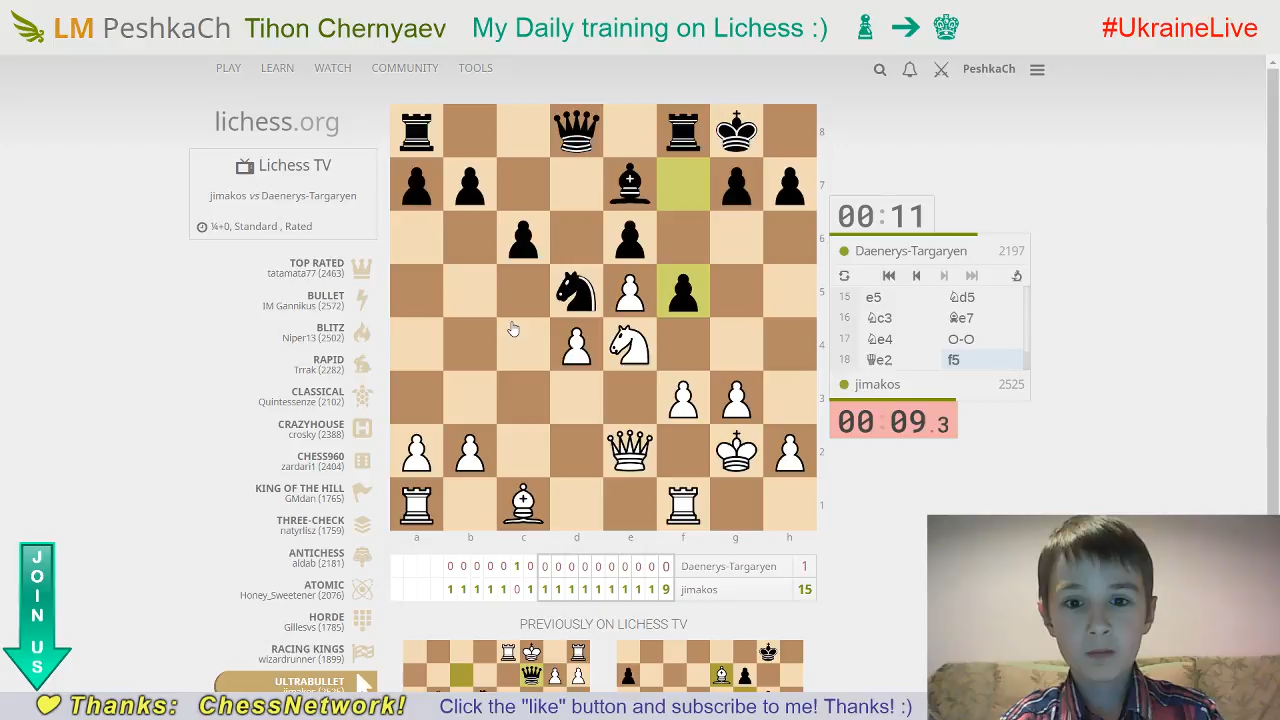 LM PeshkaCh Tihon Chernyaev My Daily training on Lichess :) #UkraineLive
PLAY LEARN WATCH COMMUNITY TOOLS PeshkaCh
lichess.org
Lichess TV
jimakos vs Daenerys-Targaryen
¼+0, Standard , Rated
TOP RATED
tatamata77 (2463)
BULLET
IM Gannikus (2572)
BLITZ
Niper13 (2502)
RAPID
Trrak (2282)
CLASSICAL
Quintessenze (2102)
CRAZYHOUSE
crosky (2388)
CHESS960
zardari1 (2404)
KING OF THE HILL
GMdan (1765)
THREE-CHECK
natyrlisz (1759)
ANTICHESS
aldab (2181)
ATOMIC
Honey_Sweetener (2076)
HORDE
Gillesvs (1785)
RACING KINGS
wizardrunner (1899)
ULTRABULLET
8
7
6
5
4
3
2
1
a b c d e f g h
00:11
Daenerys-Targaryen 2197
15 e5 ♘d5
16 ♘c3 ♝e7
17 ♘e4 O-O
18 ♕e2 f5
jimakos 2525
00:09.3
0 0 0 0 0 1 0 0 0 0 0 0 0 0 0 0 0 Daenerys-Targaryen 1
1 1 1 1 1 0 1 1 1 1 1 1 1 1 1 1 9 jimakos 15
PREVIOUSLY ON LICHESS TV
JOIN US
Thanks: ChessNetwork! Click the "like" button and subscribe to me! Thanks! :)